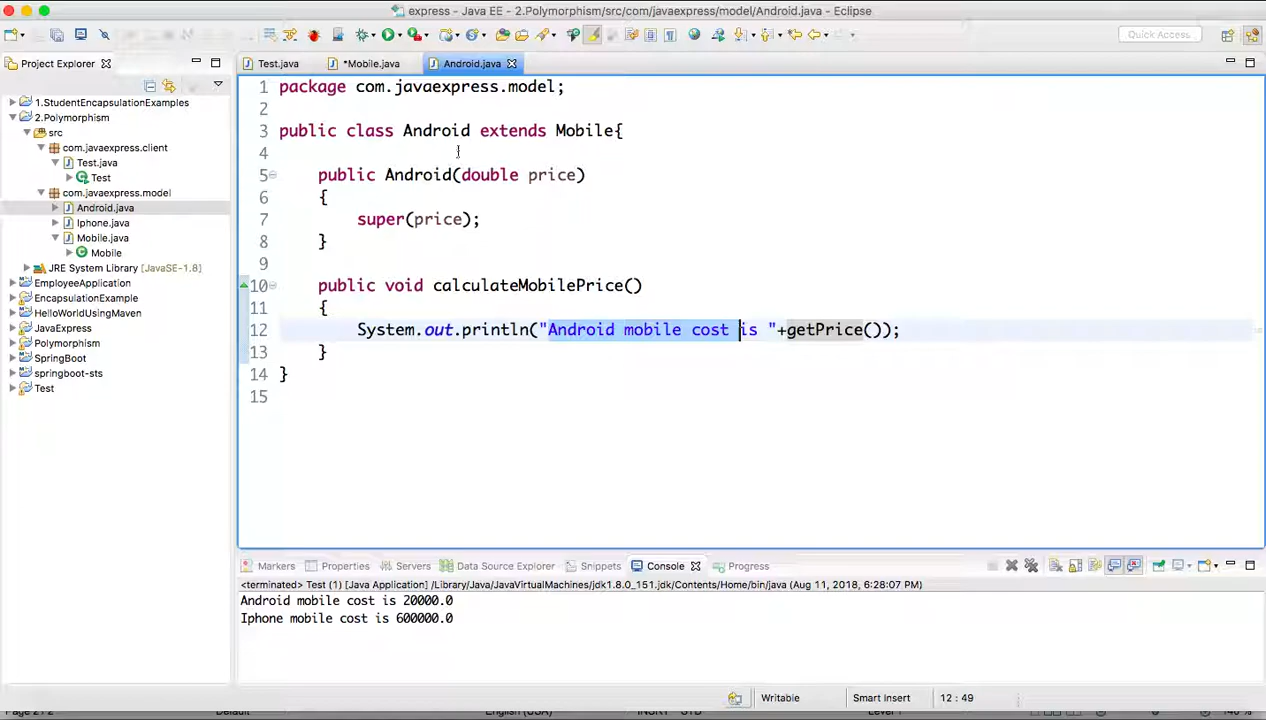 express - Java EE - 2.Polymorphism/src/com/javaexpress/model/Android.java - Eclipse
Quick Access
Project Explorer
Test.java
*Mobile.java
Android.java
1.StudentEncapsulationExamples
2.Polymorphism
src
com.javaexpress.client
Test.java
Test
com.javaexpress.model
Android.java
Iphone.java
Mobile.java
Mobile
JRE System Library [JavaSE-1.8]
EmployeeApplication
EncapsulationExample
HelloWorldUsingMaven
JavaExpress
Polymorphism
SpringBoot
springboot-sts
Test
1 package com.javaexpress.model;
2
3 public class Android extends Mobile{
4
5 public Android(double price)
6 {
7 super(price);
8 }
9
10 public void calculateMobilePrice()
11 {
12 System.out.println("Android mobile cost is "+getPrice());
13 }
14 }
15
Markers Properties Servers Data Source Explorer Snippets Console Progress
<terminated> Test (1) [Java Application] /Library/Java/JavaVirtualMachines/jdk1.8.0_151.jdk/Contents/Home/bin/java (Aug 11, 2018, 6:28:07 PM)
Android mobile cost is 20000.0
Iphone mobile cost is 600000.0
Writable Smart Insert 12 : 49